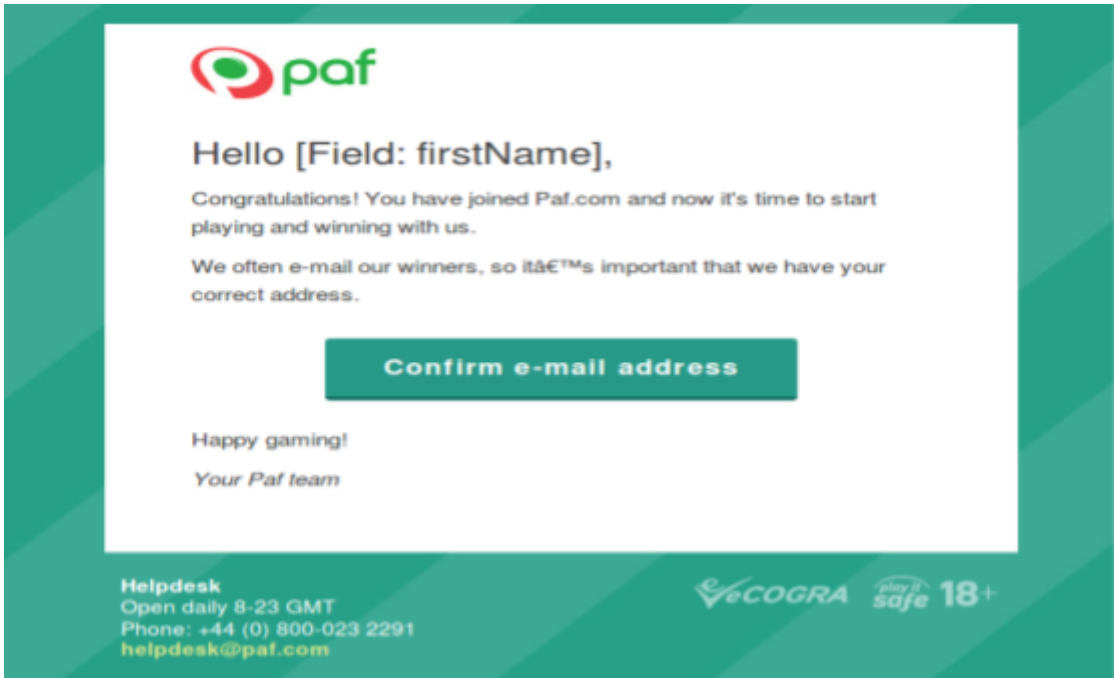 paf
Hello [Field: firstName],
Congratulations! You have joined Paf.com and now it's time to start
playing and winning with us.
We often e-mail our winners, so itâ€™s important that we have your
correct address.
Confirm e-mail address
Happy gaming!
Your Paf team
Helpdesk
Open daily 8-23 GMT
Phone: +44 (0) 800-023 2291
helpdesk@paf.com
eCOGRA
play it
safe
18+